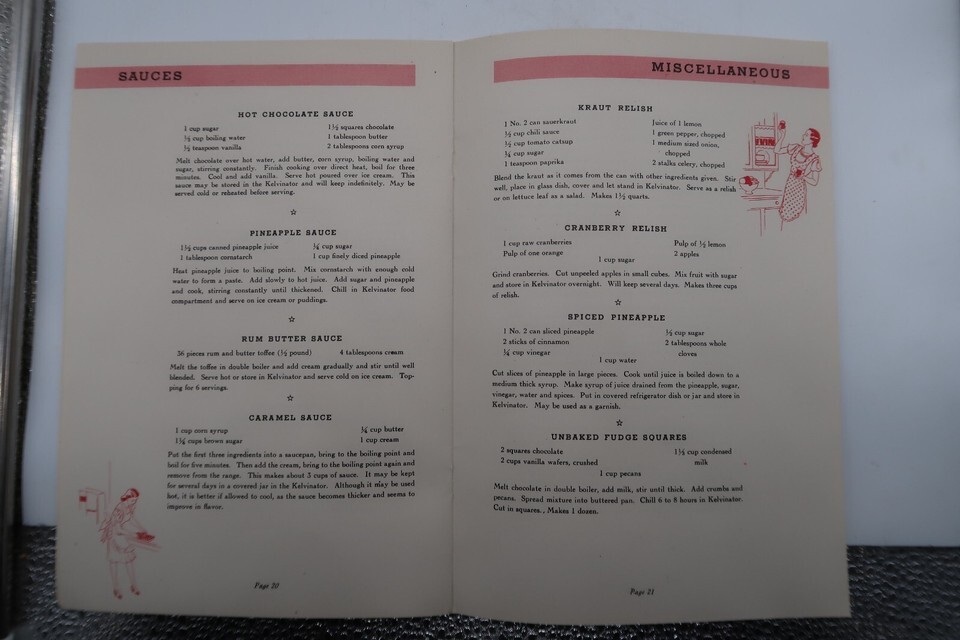 SAUCES
HOT CHOCOLATE SAUCE
1 cup sugar 1½ squares chocolate
½ cup boiling water 1 tablespoon butter
½ teaspoon vanilla 2 tablespoons corn syrup
Melt chocolate over hot water, add butter, corn syrup, boiling water and
sugar, stirring constantly. Finish cooking over direct heat, boil for three
minutes. Cool and add vanilla. Serve hot poured over ice cream. This
sauce may be stored in the Kelvinator and will keep indefinitely. May be
served cold or reheated before serving.
☆
PINEAPPLE SAUCE
1½ cups canned pineapple juice ¼ cup sugar
1 tablespoon cornstarch 1 cup finely diced pineapple
Heat pineapple juice to boiling point. Mix cornstarch with enough cold
water to form a paste. Add slowly to hot juice. Add sugar and pineapple
and cook, stirring constantly until thickened. Chill in Kelvinator food
compartment and serve on ice cream or puddings.
☆
RUM BUTTER SAUCE
36 pieces rum and butter toffee (½ pound) 4 tablespoons cream
Melt the toffee in double boiler and add cream gradually and stir until well
blended. Serve hot or store in Kelvinator and serve cold on ice cream. Top-
ping for 6 servings.
☆
CARAMEL SAUCE
1 cup corn syrup ¼ cup butter
1¼ cups brown sugar 1 cup cream
Put the first three ingredients into a saucepan, bring to the boiling point and
boil for five minutes. Then add the cream, bring to the boiling point again and
remove from the range. This makes about 3 cups of sauce. It may be kept
for several days in a covered jar in the Kelvinator. Although it may be used
hot, it is better if allowed to cool, as the sauce becomes thicker and seems to
improve in flavor.
Page 20
MISCELLANEOUS
KRAUT RELISH
1 No. 2 can sauerkraut Juice of 1 lemon
½ cup chili sauce 1 green pepper, chopped
½ cup tomato catsup 1 medium sized onion,
¼ cup sugar chopped
1 teaspoon paprika 2 stalks celery, chopped
Blend the kraut as it comes from the can with other ingredients given. Stir
well, place in glass dish, cover and let stand in Kelvinator. Serve as a relish
or on lettuce leaf as a salad. Makes 1½ quarts.
☆
CRANBERRY RELISH
1 cup raw cranberries Pulp of ½ lemon
Pulp of one orange 2 apples
1 cup sugar
Grind cranberries. Cut unpeeled apples in small cubes. Mix fruit with sugar
and store in Kelvinator overnight. Will keep several days. Makes three cups
of relish.
☆
SPICED PINEAPPLE
1 No. 2 can sliced pineapple ½ cup sugar
2 sticks of cinnamon 2 tablespoons whole
¼ cup vinegar cloves
1 cup water
Cut slices of pineapple in large pieces. Cook until juice is boiled down to a
medium thick syrup. Make syrup of juice drained from the pineapple, sugar,
vinegar, water and spices. Put in covered refrigerator dish or jar and store in
Kelvinator. May be used as a garnish.
☆
UNBAKED FUDGE SQUARES
2 squares chocolate 1⅓ cup condensed
2 cups vanilla wafers, crushed milk
1 cup pecans
Melt chocolate in double boiler, add milk, stir until thick. Add crumbs and
pecans. Spread mixture into buttered pan. Chill 6 to 8 hours in Kelvinator.
Cut in squares. Makes 1 dozen.
Page 21